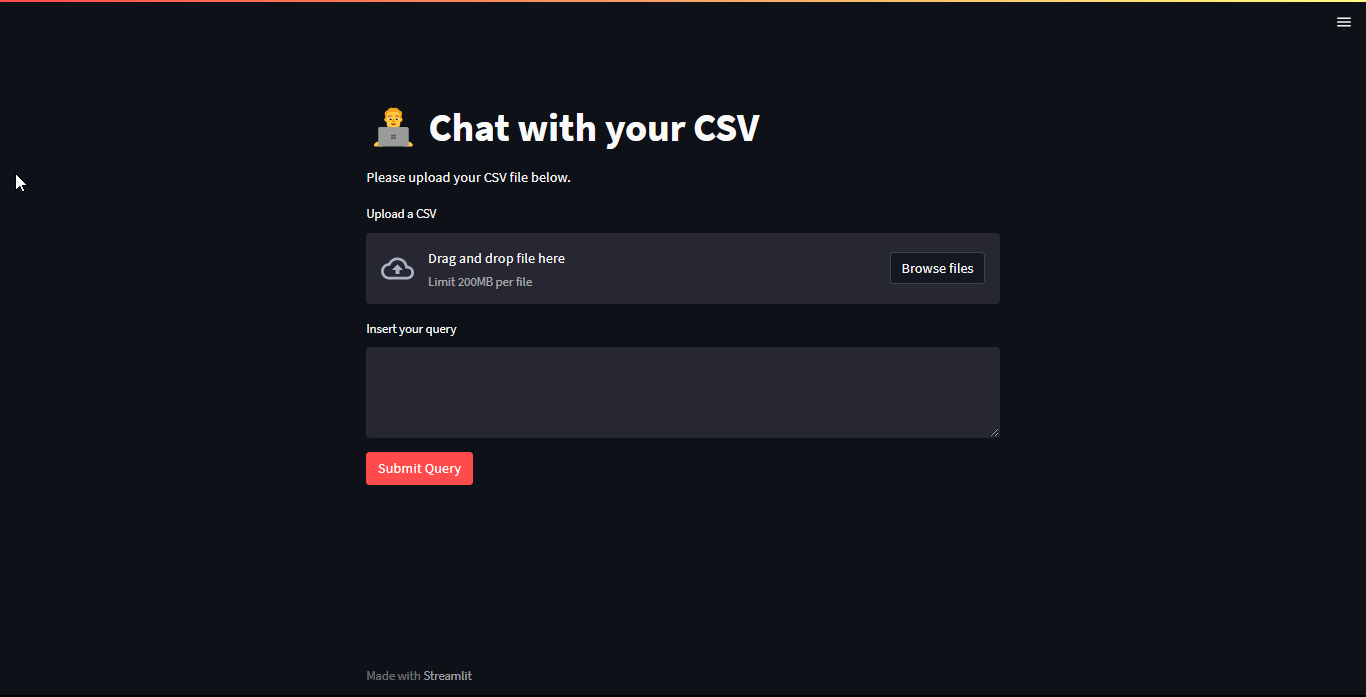 Chat with your CSV
Please upload your CSV file below.
Upload a CSV
Drag and drop file here
Limit 200MB per file
Browse files
Insert your query
Submit Query
Made with Streamlit